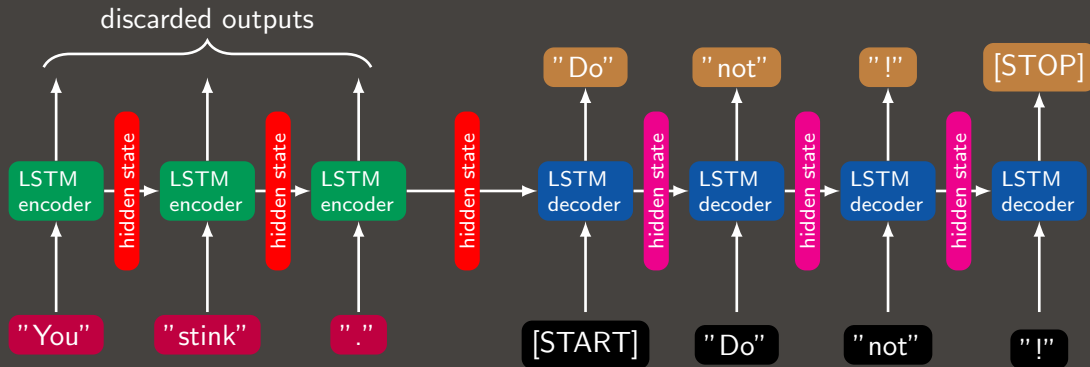 discarded outputs
"Do"
"not"
"!"
[STOP]
hidden state
hidden state
hidden state
hidden state
hidden state
hidden state
LSTM
encoder
LSTM
encoder
LSTM
encoder
LSTM
decoder
LSTM
decoder
LSTM
decoder
LSTM
decoder
"You"
"stink"
"."
[START]
"Do"
"not"
"!"